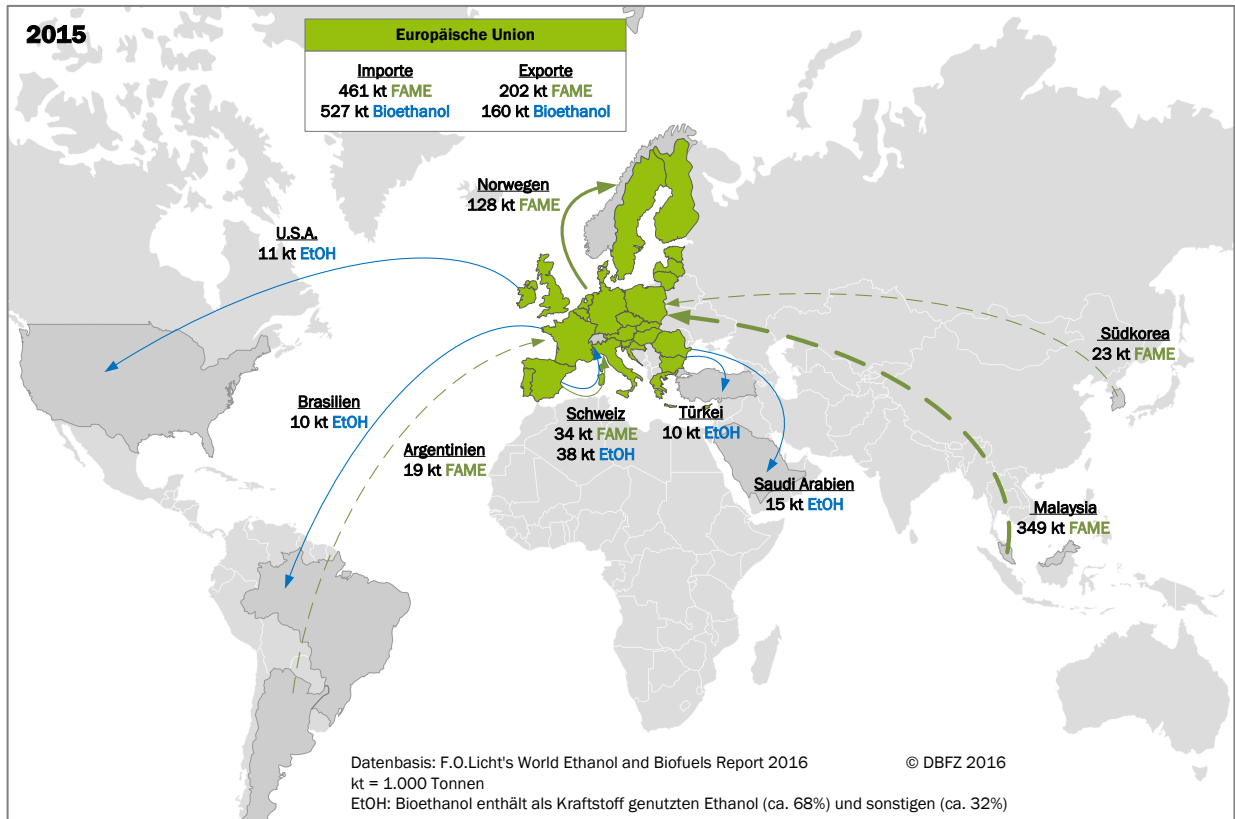 2015
Europäische Union
Importe
461 kt FAME
527 kt Bioethanol
Exporte
202 kt FAME
160 kt Bioethanol
Norwegen
128 kt FAME
U.S.A.
11 kt EtOH
Südkorea
23 kt FAME
Brasilien
10 kt EtOH
Argentinien
19 kt FAME
Schweiz
34 kt FAME
38 kt EtOH
Türkei
10 kt EtOH
Saudi Arabien
15 kt EtOH
Malaysia
349 kt FAME
Datenbasis: F.O.Licht's World Ethanol and Biofuels Report 2016
© DBFZ 2016
kt = 1.000 Tonnen
EtOH: Bioethanol enthält als Kraftstoff genutzten Ethanol (ca. 68%) und sonstigen (ca. 32%)